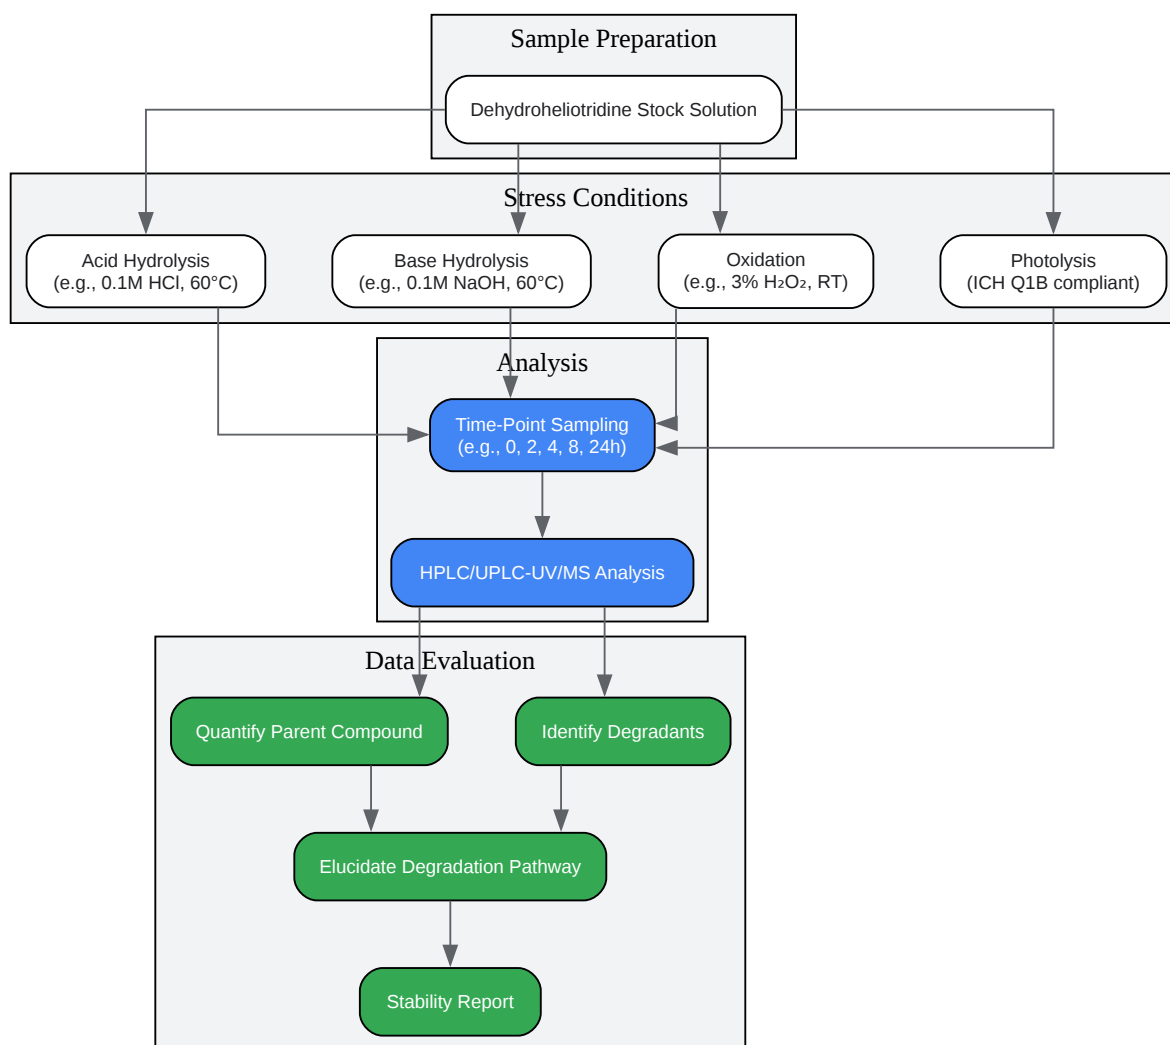 Sample Preparation
Dehydroheliotridine Stock Solution
Stress Conditions
Acid Hydrolysis
(e.g., 0.1M HCl, 60°C)
Base Hydrolysis
(e.g., 0.1M NaOH, 60°C)
Oxidation
(e.g., 3% H₂O₂, RT)
Photolysis
(ICH Q1B compliant)
Analysis
Time-Point Sampling
(e.g., 0, 2, 4, 8, 24h)
HPLC/UPLC-UV/MS Analysis
Data Evaluation
Quantify Parent Compound
Identify Degradants
Elucidate Degradation Pathway
Stability Report